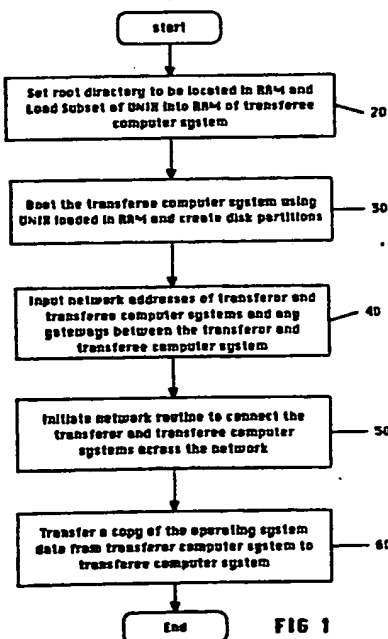 start
Set root directory to be located in RAM and
Load Subset of UNIX into RAM of transferee
computer system
20
Boot the transferee computer system using
UNIX loaded in RAM and create disk partitions
30
Input network addresses of transferor and
transferee computer systems and any
gateways between the transferor and
transferee computer system
40
Initiate network routine to connect the
transferor and transferee computer
systems across the network
50
Transfer a copy of the operating system
data from transferor computer system to
transferee computer system
60
End
FIG 1